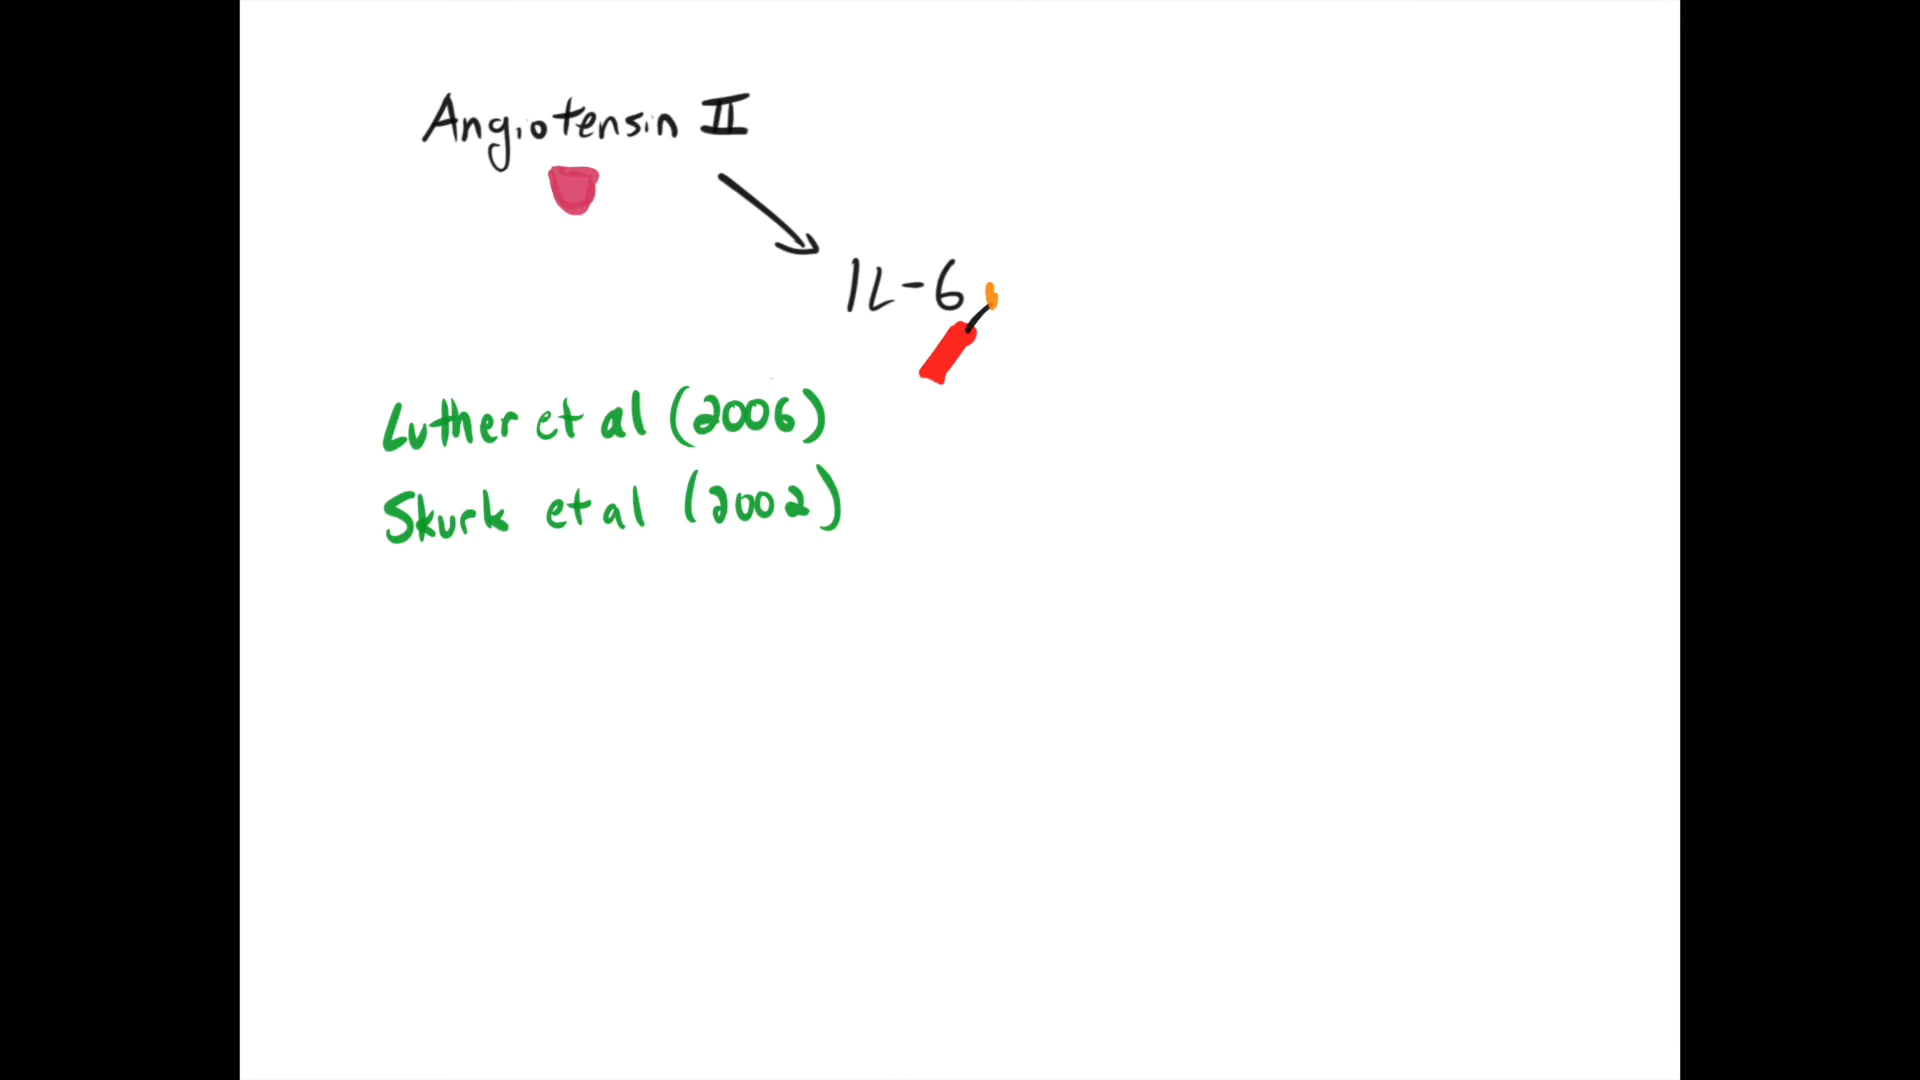 Angiotensin II
IL-6
Luther et al (2006)
Skurk et al (2002)